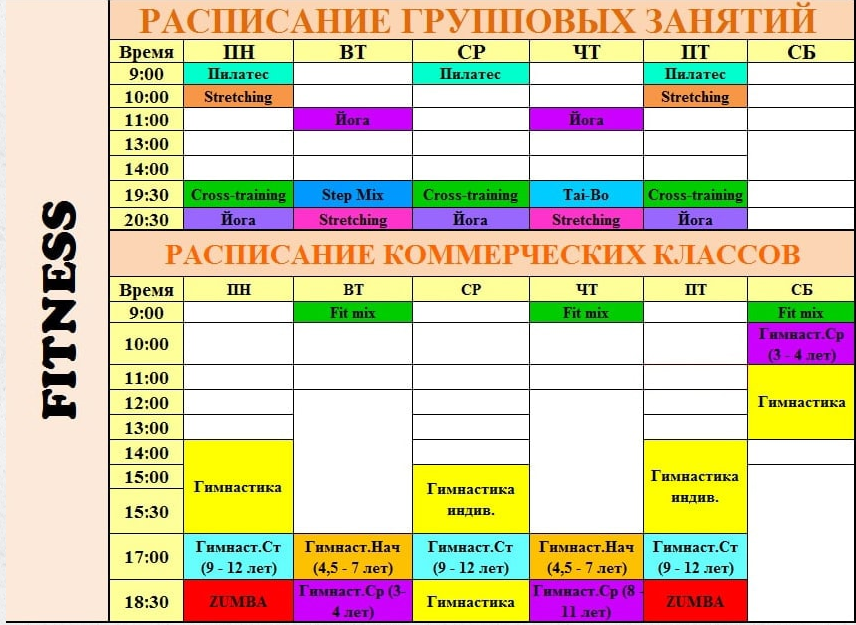 FITNESS
РАСПИСАНИЕ ГРУППОВЫХ ЗАНЯТИЙ
Время ПН ВТ СР ЧТ ПТ СБ
9:00 Пилатес Пилатес Пилатес
10:00 Stretching Stretching
11:00 Йога Йога
13:00
14:00
19:30 Cross-training Step Mix Cross-training Tai-Bo Cross-training
20:30 Йога Stretching Йога Stretching Йога
РАСПИСАНИЕ КОММЕРЧЕСКИХ КЛАССОВ
Время ПН ВТ СР ЧТ ПТ СБ
9:00 Fit mix Fit mix Fit mix
10:00 Гимнаст.Ср
(3 - 4 лет)
11:00
12:00 Гимнастика
13:00
14:00
15:00 Гимнастика Гимнастика Гимнастика
15:30 индив. индив.
17:00 Гимнаст.Ст Гимнаст.Нач Гимнаст.Ст Гимнаст.Нач Гимнаст.Ст
(9 - 12 лет) (4,5 - 7 лет) (9 - 12 лет) (4,5 - 7 лет) (9 - 12 лет)
18:30 ZUMBA Гимнаст.Ср (3- Гимнастика Гимнаст.Ср (8 - ZUMBA
4 лет) 11 лет)